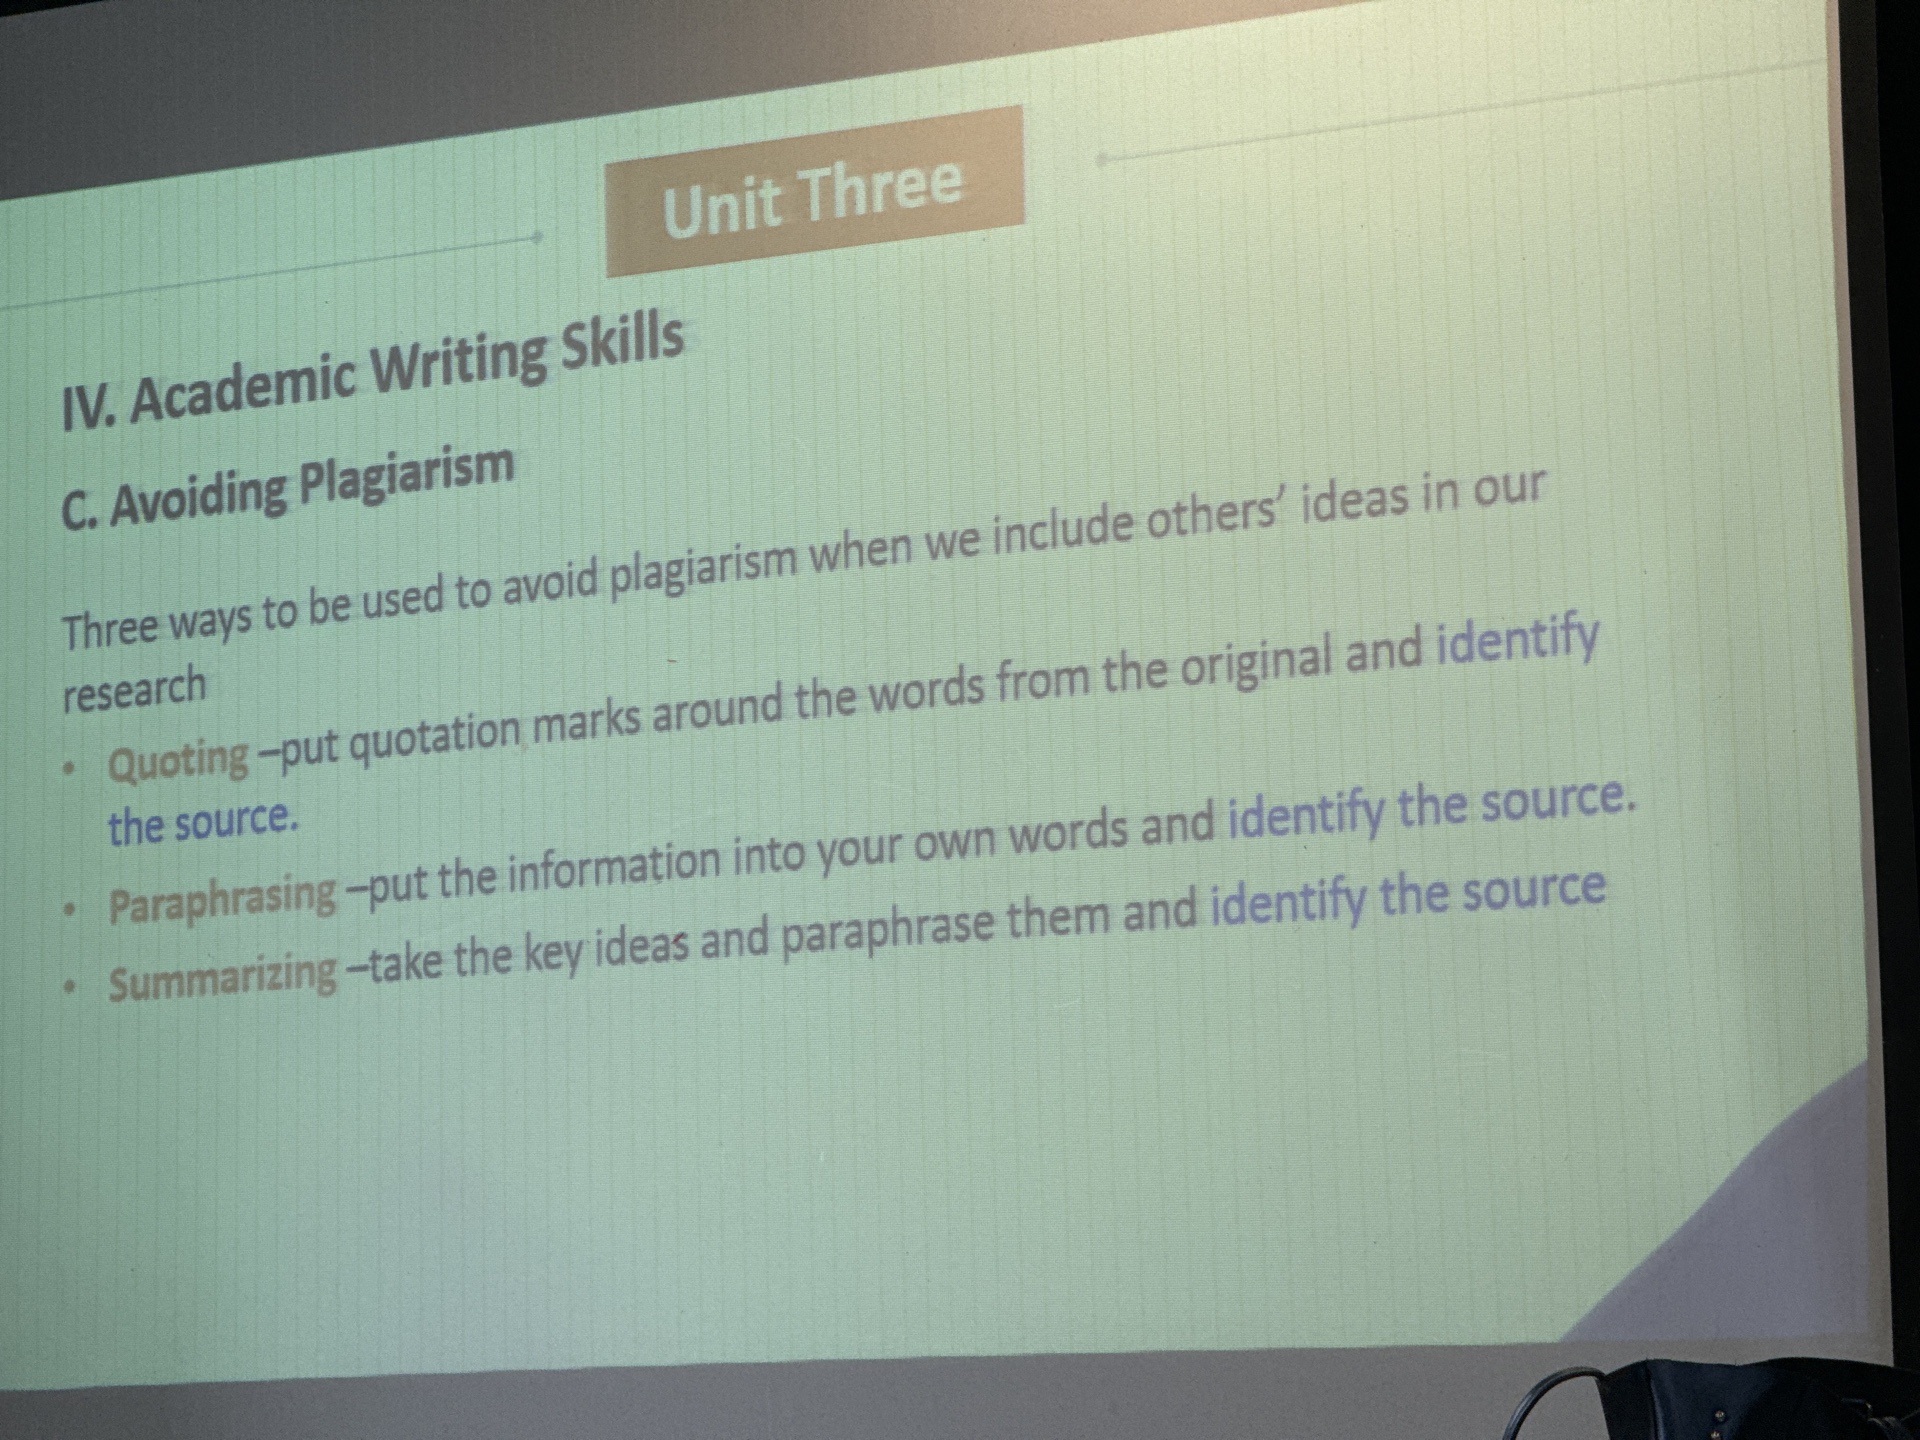 Unit Three
IV. Academic Writing Skills
C. Avoiding Plagiarism
Three ways to be used to avoid plagiarism when we include others’ ideas in our
research
• Quoting –put quotation marks around the words from the original and identify
the source.
• Paraphrasing –put the information into your own words and identify the source.
• Summarizing –take the key ideas and paraphrase them and identify the source